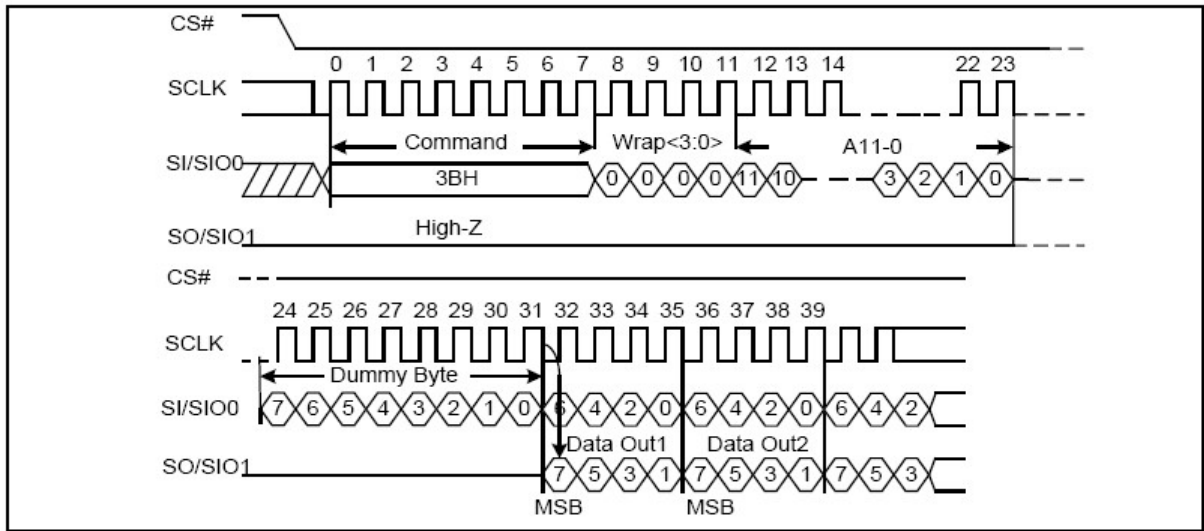 CS#
0 1 2 3 4 5 6 7 8 9 10 11 12 13 14 22 23
SCLK
Command Wrap<3:0> A11-0
SI/SIO0
3BH 0 0 0 0 11 10 3 2 1 0
High-Z
SO/SIO1
CS#
24 25 26 27 28 29 30 31 32 33 34 35 36 37 38 39
SCLK
Dummy Byte
SI/SIO0 7 6 5 4 3 2 1 0 6 4 2 0 6 4 2 0 6 4 2
Data Out1 Data Out2
SO/SIO1 7 5 3 1 7 5 3 1 7 5 3
MSB MSB